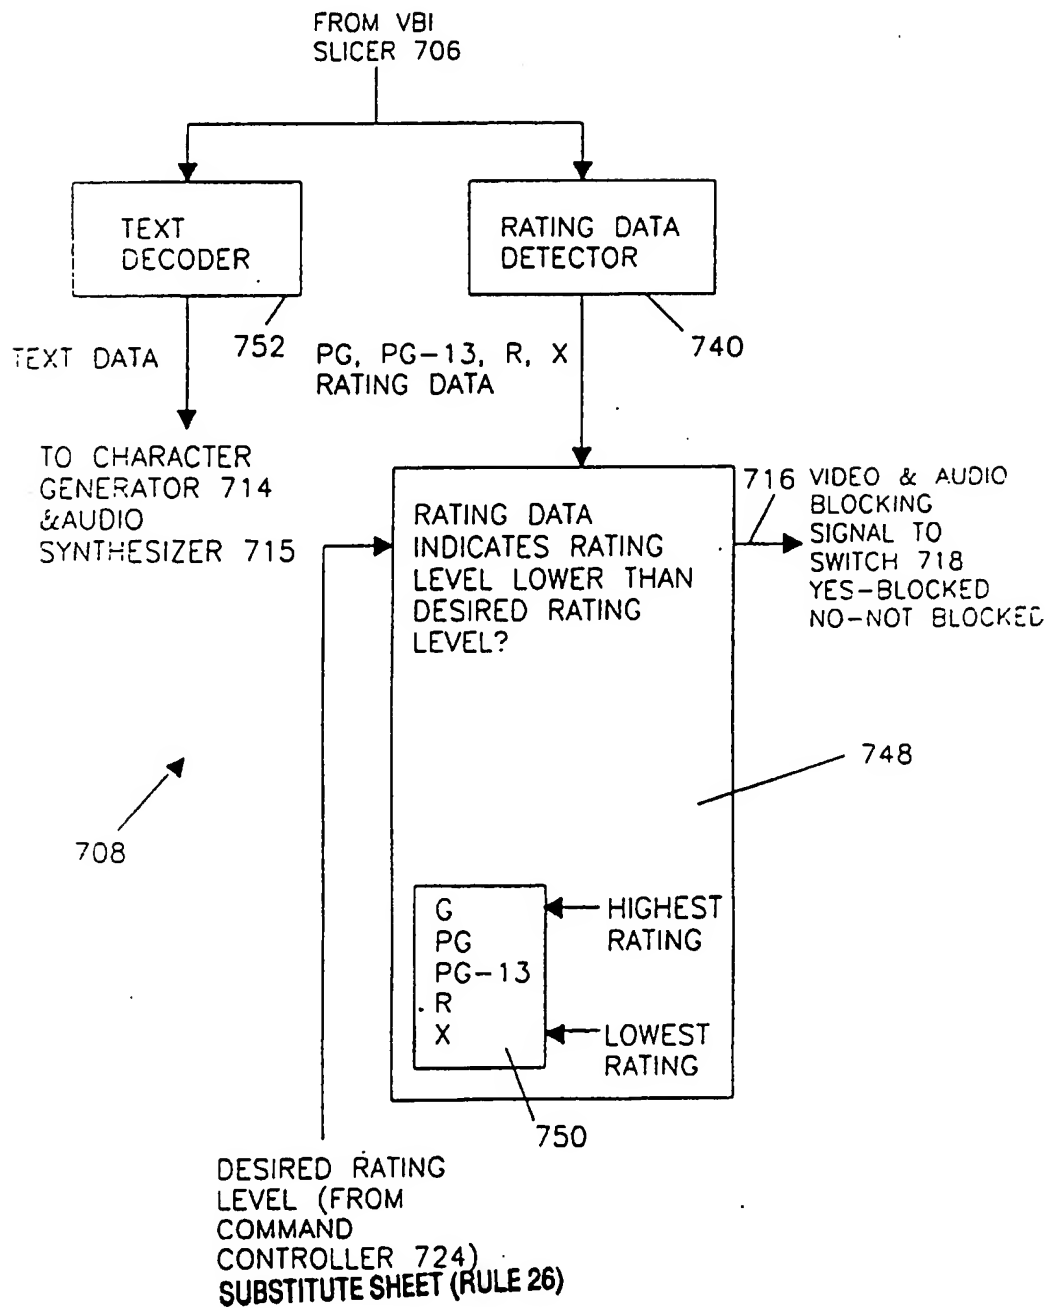 FROM VBI
SLICER 706
TEXT
DECODER
RATING DATA
DETECTOR
752
740
TEXT DATA
PG, PG-13, R, X
RATING DATA
TO CHARACTER
GENERATOR 714
&AUDIO
SYNTHESIZER 715
RATING DATA
INDICATES RATING
LEVEL LOWER THAN
DESIRED RATING
LEVEL?
716 VIDEO & AUDIO
BLOCKING
SIGNAL TO
SWITCH 718
YES-BLOCKED
NO-NOT BLOCKED
748
708
G
PG
PG-13
R
X
HIGHEST
RATING
LOWEST
RATING
750
DESIRED RATING
LEVEL (FROM
COMMAND
CONTROLLER 724)
SUBSTITUTE SHEET (RULE 26)